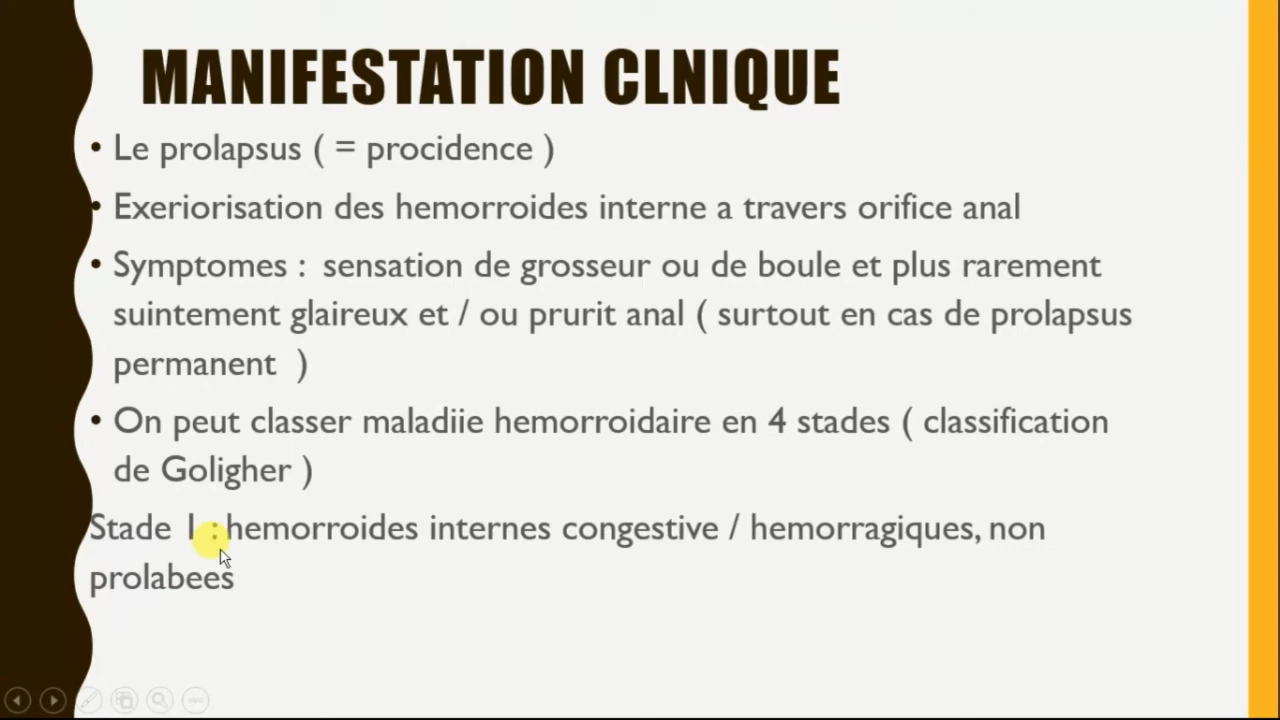 MANIFESTATION CLNIQUE
• Le prolapsus ( = procidence )
• Exeriorisation des hemorroides interne a travers orifice anal
• Symptomes :  sensation de grosseur ou de boule et plus rarement
suintement glaireux et / ou prurit anal ( surtout en cas de prolapsus
permanent  )
• On peut classer maladiie hemorroidaire en 4 stades ( classification
de Goligher )
Stade 1 : hemorroides internes congestive / hemorragiques, non
prolabees